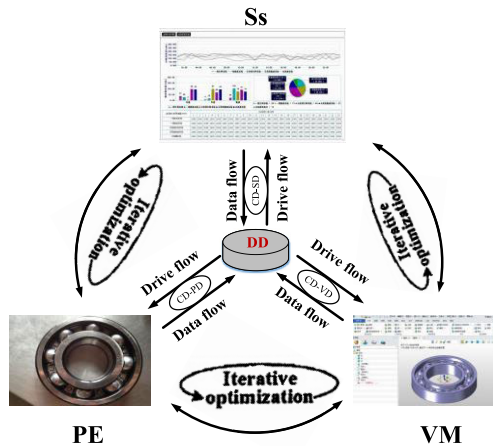 Ss
Data flow
CD-SD
Drive flow
Iterative
optimization
Iterative
optimization
DD
Drive flow
CD-PD
Data flow
Drive flow
CD-VD
Data flow
Iterative
optimization
PE
VM